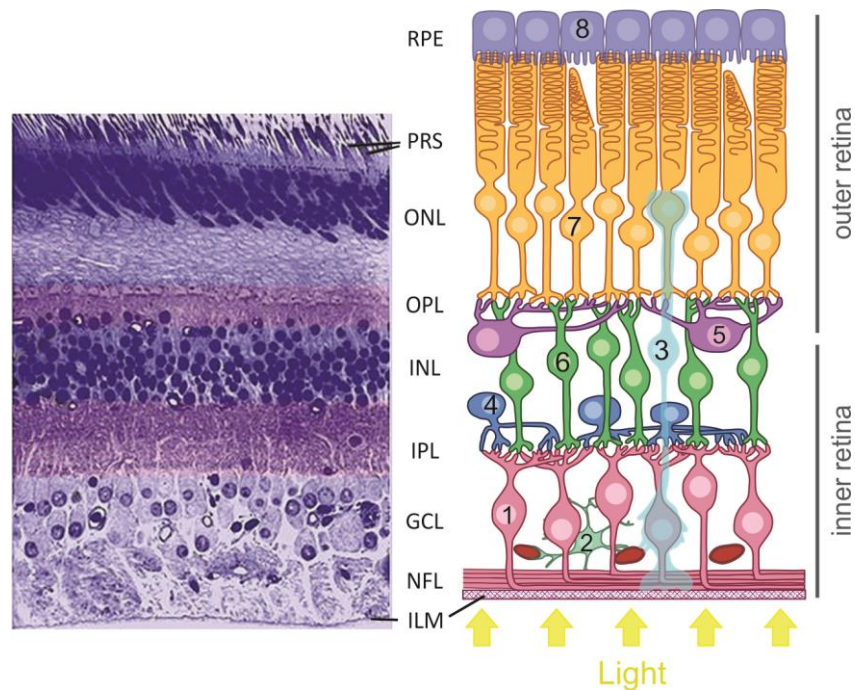 RPE
PRS
ONL
OPL
INL
IPL
GCL
NFL
ILM
8
7
3
5
6
4
1
2
outer retina
inner retina
Light